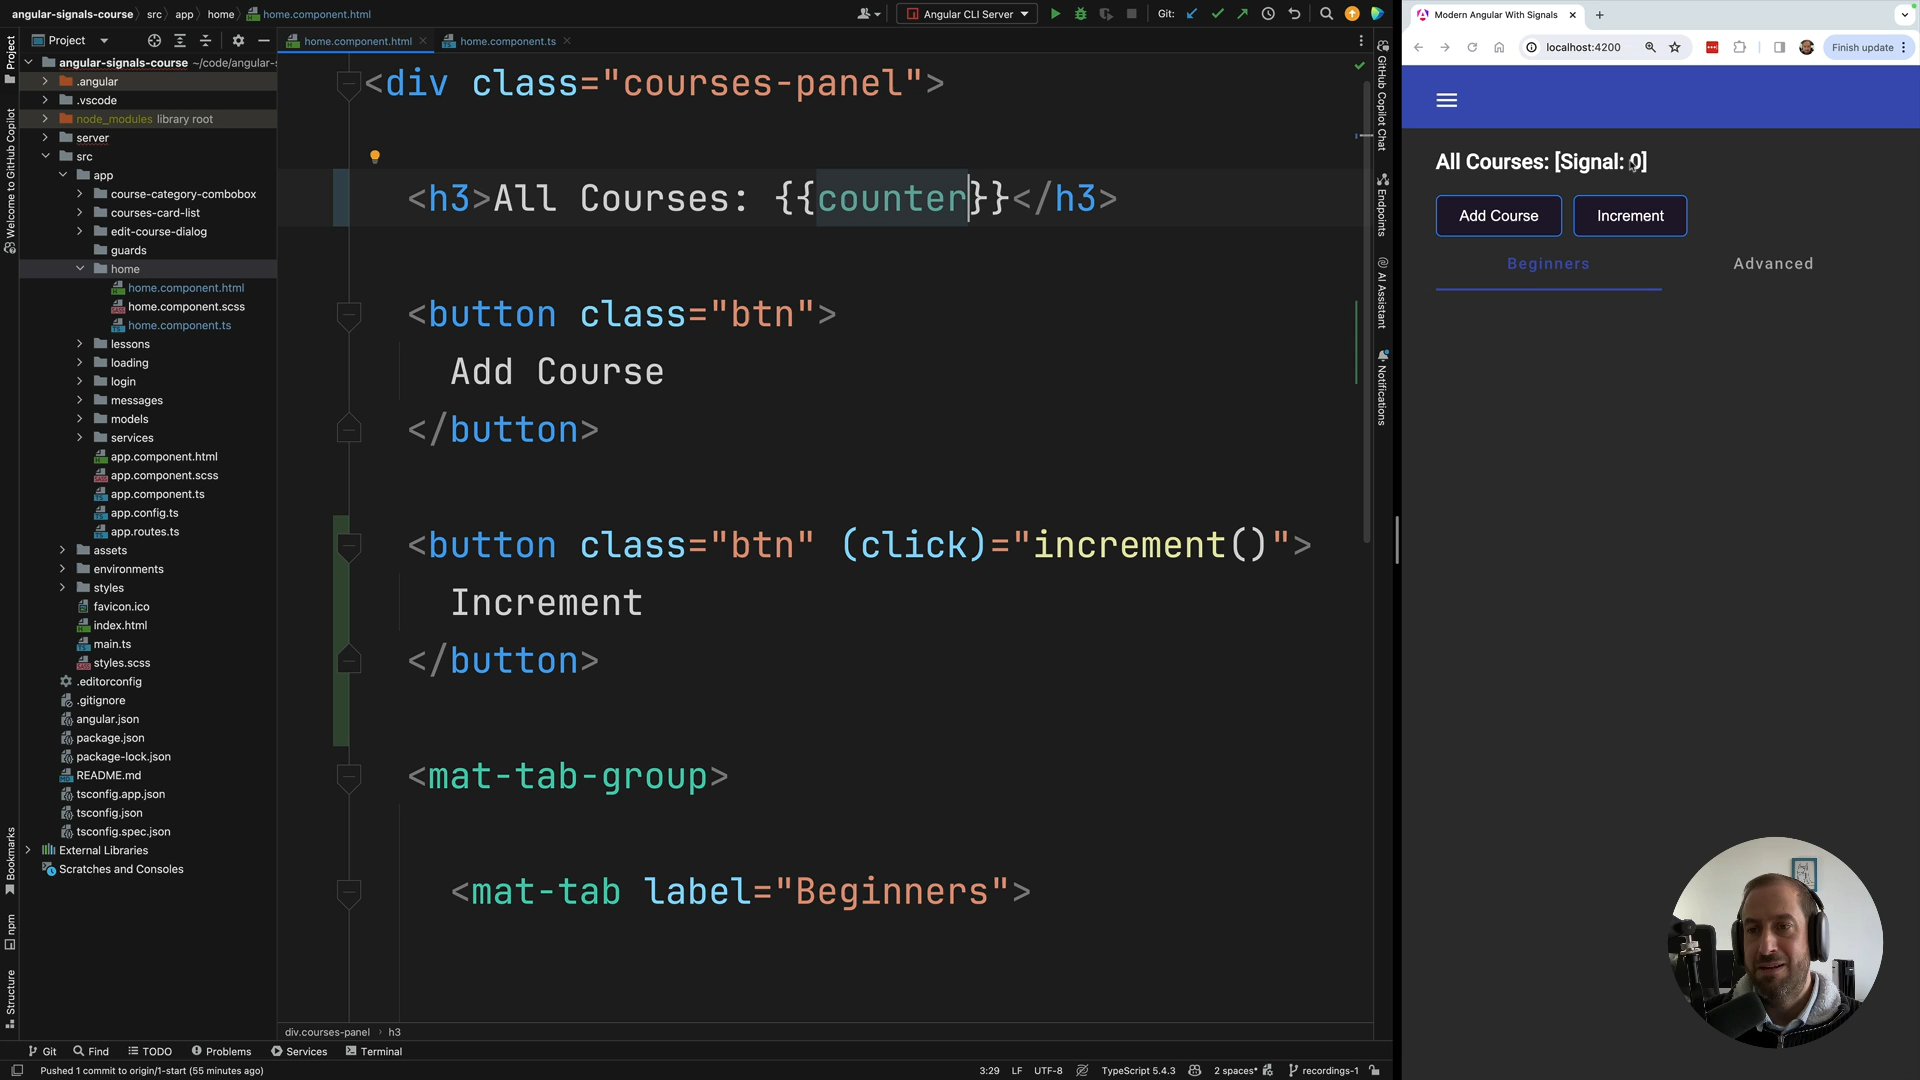 angular-signals-course
src
app
home
home.component.html
Angular CLI Server
Git:
Project
home.component.html
home.component.ts
angular-signals-course ~/code/angular-s
.angular
.vscode
node_modules library root
server
src
app
course-category-combobox
courses-card-list
edit-course-dialog
guards
home
home.component.html
home.component.scss
home.component.ts
lessons
loading
login
messages
models
services
app.component.html
app.component.scss
app.component.ts
app.config.ts
app.routes.ts
assets
environments
styles
favicon.ico
index.html
main.ts
styles.scss
.editorconfig
.gitignore
angular.json
package.json
package-lock.json
README.md
tsconfig.app.json
tsconfig.json
tsconfig.spec.json
External Libraries
Scratches and Consoles
Project
Welcome to GitHub Copilot
Bookmarks
npm
Structure
<div class="courses-panel">
<h3>All Courses: {{counter}}</h3>
<button class="btn">
Add Course
</button>
<button class="btn" (click)="increment()">
Increment
</button>
<mat-tab-group>
<mat-tab label="Beginners">
div.courses-panel
h3
GitHub Copilot Chat
Endpoints
AI Assistant
Notifications
Git
Find
TODO
Problems
Services
Terminal
Pushed 1 commit to origin/1-start (55 minutes ago)
3:29
LF
UTF-8
TypeScript 5.4.3
2 spaces*
recordings-1
Modern Angular With Signals
localhost:4200
Finish update
All Courses: [Signal: 0]
Add Course
Increment
Beginners
Advanced